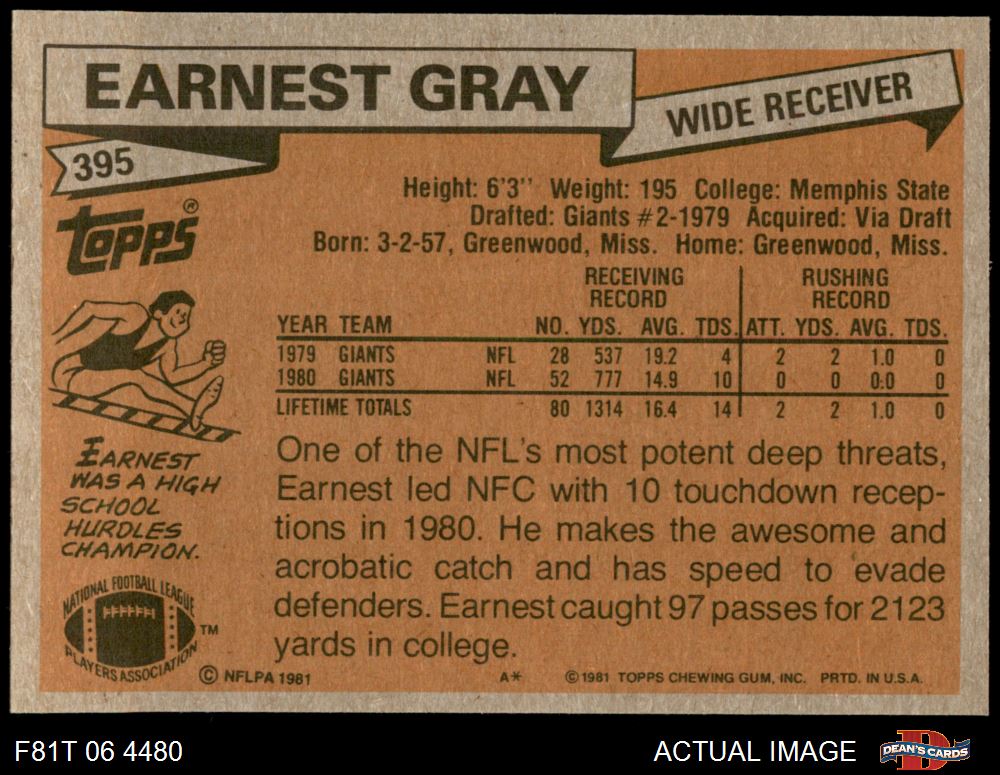 EARNEST GRAY
WIDE RECEIVER
395
Topps®
Height: 6'3'' Weight: 195 College: Memphis State
Drafted: Giants #2-1979 Acquired: Via Draft
Born: 3-2-57, Greenwood, Miss. Home: Greenwood, Miss.
RECEIVING RECORD RUSHING RECORD
YEAR TEAM NO. YDS. AVG. TDS. ATT. YDS. AVG. TDS.
1979 GIANTS NFL 28 537 19.2 4 2 2 1.0 0
1980 GIANTS NFL 52 777 14.9 10 0 0 0.0 0
LIFETIME TOTALS 80 1314 16.4 14 2 2 1.0 0
EARNEST
WAS A HIGH
SCHOOL
HURDLES
CHAMPION.
One of the NFL's most potent deep threats,
Earnest led NFC with 10 touchdown recep-
tions in 1980. He makes the awesome and
acrobatic catch and has speed to evade
defenders. Earnest caught 97 passes for 2123
yards in college.
NATIONAL FOOTBALL LEAGUE
PLAYERS ASSOCIATION
TM
© NFLPA 1981 A* © 1981 TOPPS CHEWING GUM, INC. PRTD. IN U.S.A.
F81T 06 4480 ACTUAL IMAGE D DEAN'S CARDS